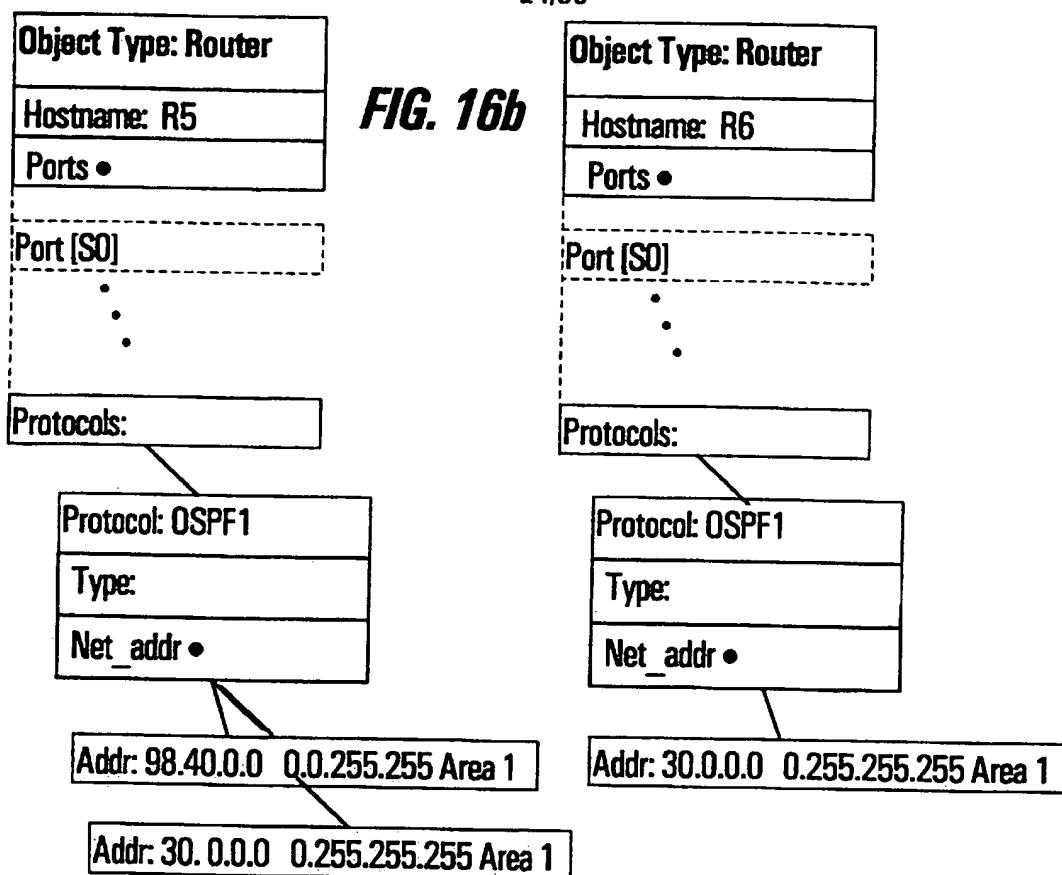 Object Type: Router
Hostname: R5
Ports •
Port [S0]
Protocols:
Protocol: OSPF1
Type:
Net_addr •
Addr: 98.40.0.0 0.0.255.255 Area 1
Addr: 30. 0.0.0 0.255.255.255 Area 1
FIG. 16b
Object Type: Router
Hostname: R6
Ports •
Port [S0]
Protocols:
Protocol: OSPF1
Type:
Net_addr •
Addr: 30.0.0.0 0.255.255.255 Area 1